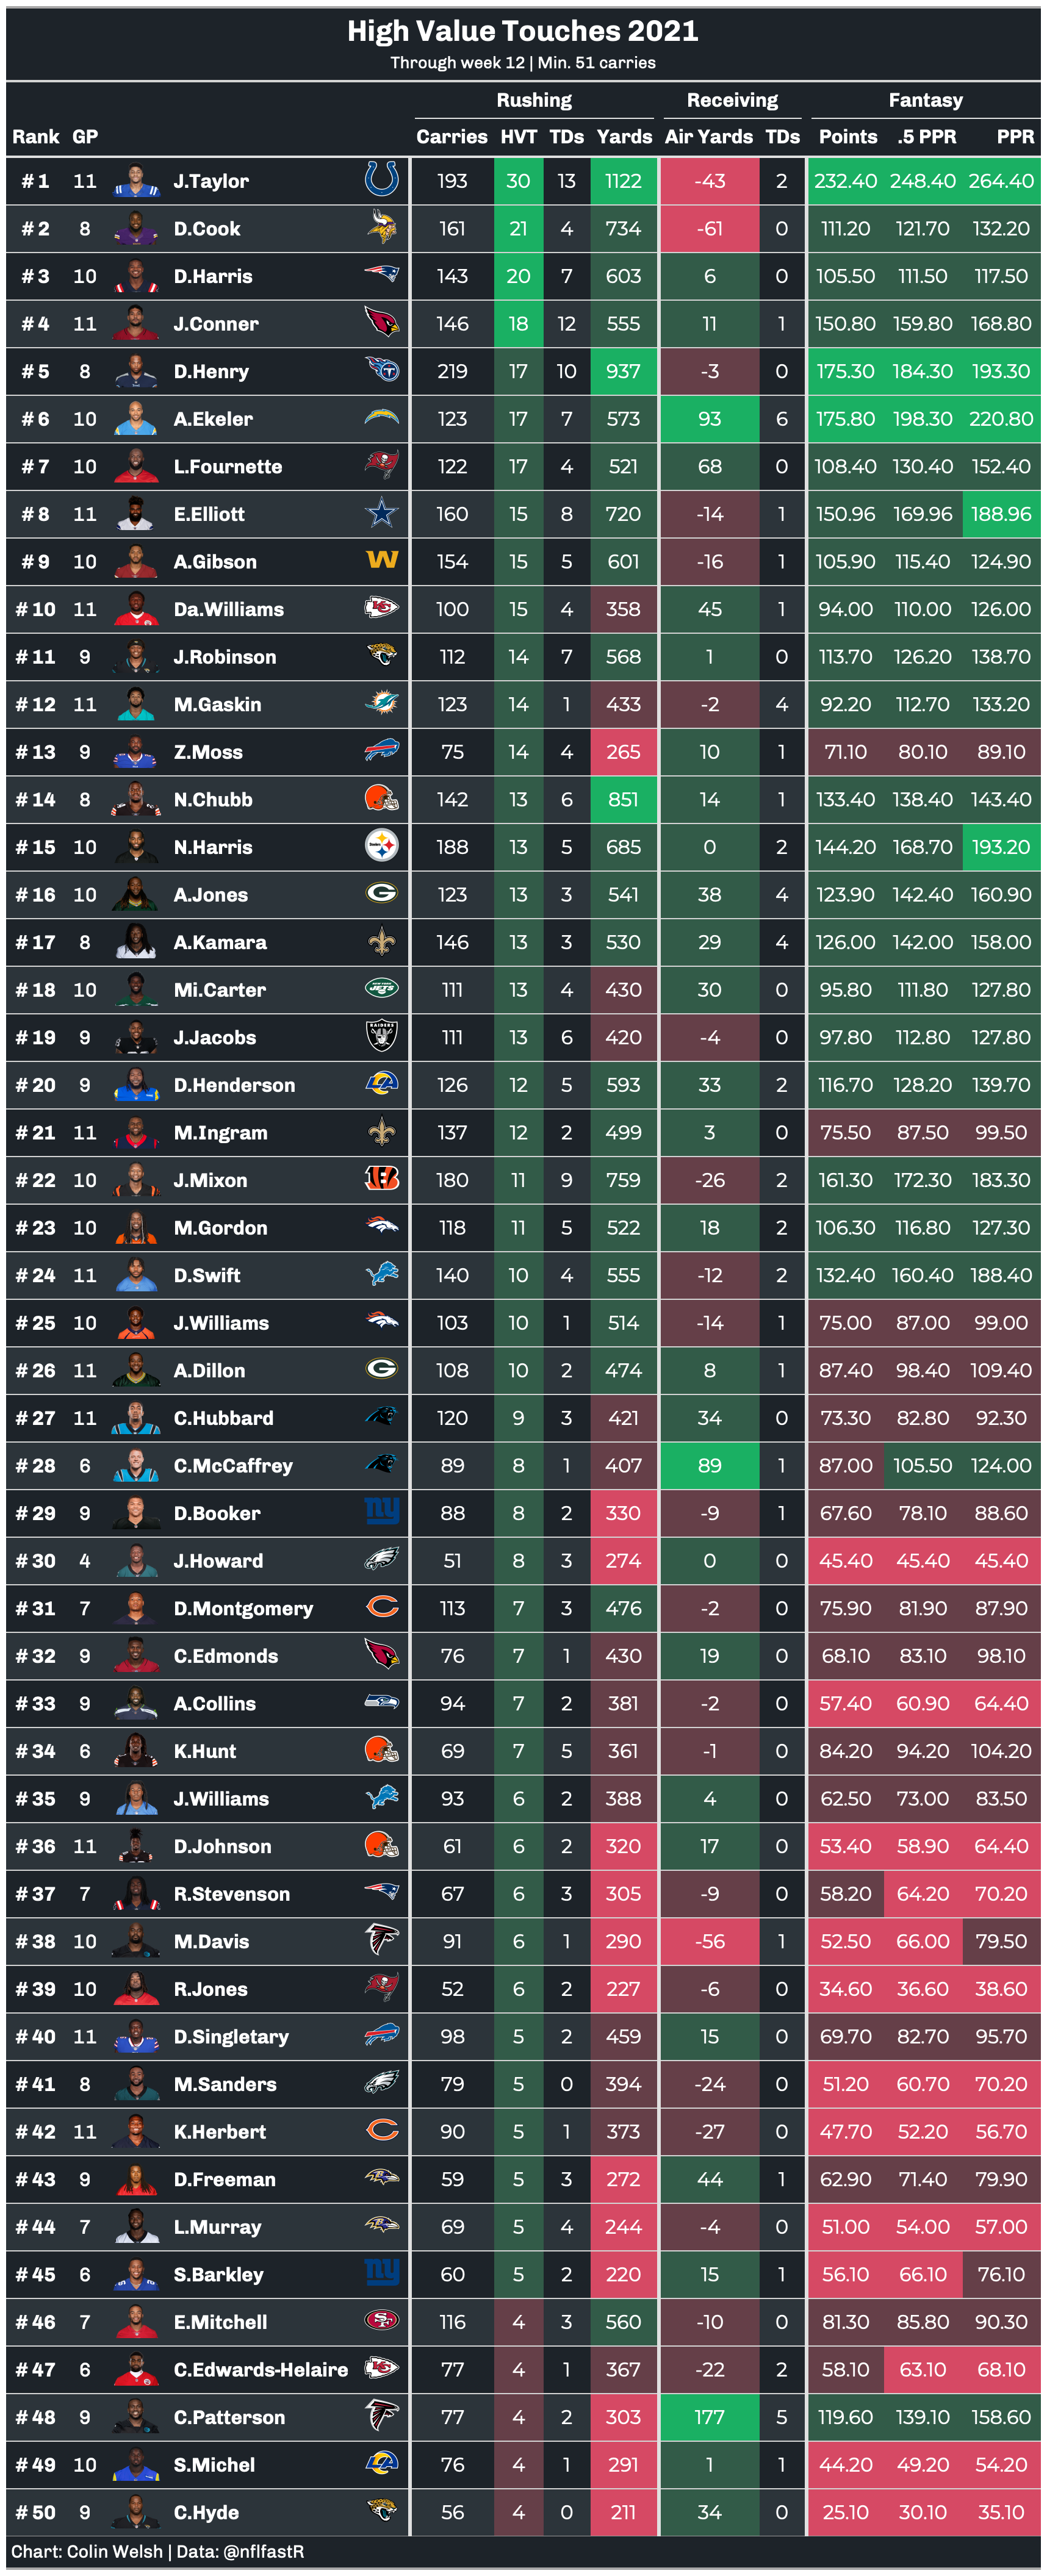 High Value Touches 2021
Through week 12 | Min. 51 carries
Rushing Receiving Fantasy
Rank GP Carries HVT TDs Yards Air Yards TDs Points .5 PPR PPR
# 1 11 J.Taylor 193 30 13 1122 -43 2 232.40 248.40 264.40
# 2 8 D.Cook 161 21 4 734 -61 0 111.20 121.70 132.20
# 3 10 D.Harris 143 20 7 603 6 0 105.50 111.50 117.50
# 4 11 J.Conner 146 18 12 555 11 1 150.80 159.80 168.80
# 5 8 D.Henry 219 17 10 937 -3 0 175.30 184.30 193.30
# 6 10 A.Ekeler 123 17 7 573 93 6 175.80 198.30 220.80
# 7 10 L.Fournette 122 17 4 521 68 0 108.40 130.40 152.40
# 8 11 E.Elliott 160 15 8 720 -14 1 150.96 169.96 188.96
# 9 10 A.Gibson W 154 15 5 601 -16 1 105.90 115.40 124.90
# 10 11 Da.Williams KC 100 15 4 358 45 1 94.00 110.00 126.00
# 11 9 J.Robinson 112 14 7 568 1 0 113.70 126.20 138.70
# 12 11 M.Gaskin 123 14 1 433 -2 4 92.20 112.70 133.20
# 13 9 Z.Moss 75 14 4 265 10 1 71.10 80.10 89.10
# 14 8 N.Chubb 142 13 6 851 14 1 133.40 138.40 143.40
# 15 10 N.Harris 188 13 5 685 0 2 144.20 168.70 193.20
# 16 10 A.Jones G 123 13 3 541 38 4 123.90 142.40 160.90
# 17 8 A.Kamara 146 13 3 530 29 4 126.00 142.00 158.00
# 18 10 Mi.Carter JETS 111 13 4 430 30 0 95.80 111.80 127.80
# 19 9 J.Jacobs RAIDERS 111 13 6 420 -4 0 97.80 112.80 127.80
# 20 9 D.Henderson LA 126 12 5 593 33 2 116.70 128.20 139.70
# 21 11 M.Ingram 137 12 2 499 3 0 75.50 87.50 99.50
# 22 10 J.Mixon B 180 11 9 759 -26 2 161.30 172.30 183.30
# 23 10 M.Gordon 118 11 5 522 18 2 106.30 116.80 127.30
# 24 11 D.Swift 140 10 4 555 -12 2 132.40 160.40 188.40
# 25 10 J.Williams 103 10 1 514 -14 1 75.00 87.00 99.00
# 26 11 A.Dillon G 108 10 2 474 8 1 87.40 98.40 109.40
# 27 11 C.Hubbard 120 9 3 421 34 0 73.30 82.80 92.30
# 28 6 C.McCaffrey 89 8 1 407 89 1 87.00 105.50 124.00
# 29 9 D.Booker ny 88 8 2 330 -9 1 67.60 78.10 88.60
# 30 4 J.Howard 51 8 3 274 0 0 45.40 45.40 45.40
# 31 7 D.Montgomery C 113 7 3 476 -2 0 75.90 81.90 87.90
# 32 9 C.Edmonds 76 7 1 430 19 0 68.10 83.10 98.10
# 33 9 A.Collins 94 7 2 381 -2 0 57.40 60.90 64.40
# 34 6 K.Hunt 69 7 5 361 -1 0 84.20 94.20 104.20
# 35 9 J.Williams 93 6 2 388 4 0 62.50 73.00 83.50
# 36 11 D.Johnson 61 6 2 320 17 0 53.40 58.90 64.40
# 37 7 R.Stevenson 67 6 3 305 -9 0 58.20 64.20 70.20
# 38 10 M.Davis 91 6 1 290 -56 1 52.50 66.00 79.50
# 39 10 R.Jones 52 6 2 227 -6 0 34.60 36.60 38.60
# 40 11 D.Singletary 98 5 2 459 15 0 69.70 82.70 95.70
# 41 8 M.Sanders 79 5 0 394 -24 0 51.20 60.70 70.20
# 42 11 K.Herbert C 90 5 1 373 -27 0 47.70 52.20 56.70
# 43 9 D.Freeman 59 5 3 272 44 1 62.90 71.40 79.90
# 44 7 L.Murray 69 5 4 244 -4 0 51.00 54.00 57.00
# 45 6 S.Barkley ny 60 5 2 220 15 1 56.10 66.10 76.10
# 46 7 E.Mitchell SF 116 4 3 560 -10 0 81.30 85.80 90.30
# 47 6 C.Edwards-Helaire KC 77 4 1 367 -22 2 58.10 63.10 68.10
# 48 9 C.Patterson 77 4 2 303 177 5 119.60 139.10 158.60
# 49 10 S.Michel LA 76 4 1 291 1 1 44.20 49.20 54.20
# 50 9 C.Hyde 56 4 0 211 34 0 25.10 30.10 35.10
Chart: Colin Welsh | Data: @nflfastR